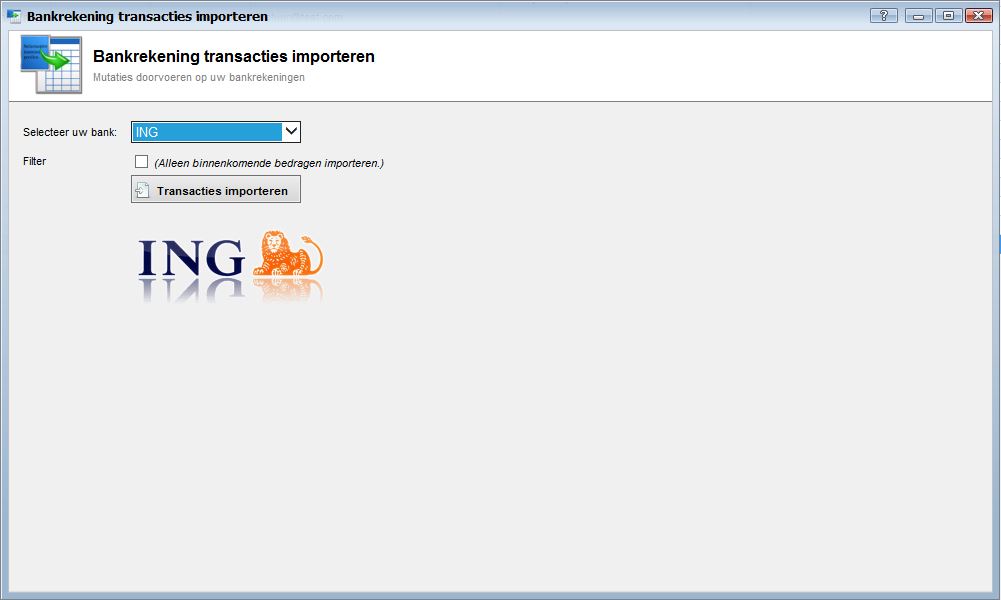 Bankrekening transacties importeren
Bankrekening transacties importeren
Mutaties doorvoeren op uw bankrekeningen
Selecteer uw bank: ING
Filter (Alleen binnenkomende bedragen importeren.)
Transacties importeren
ING